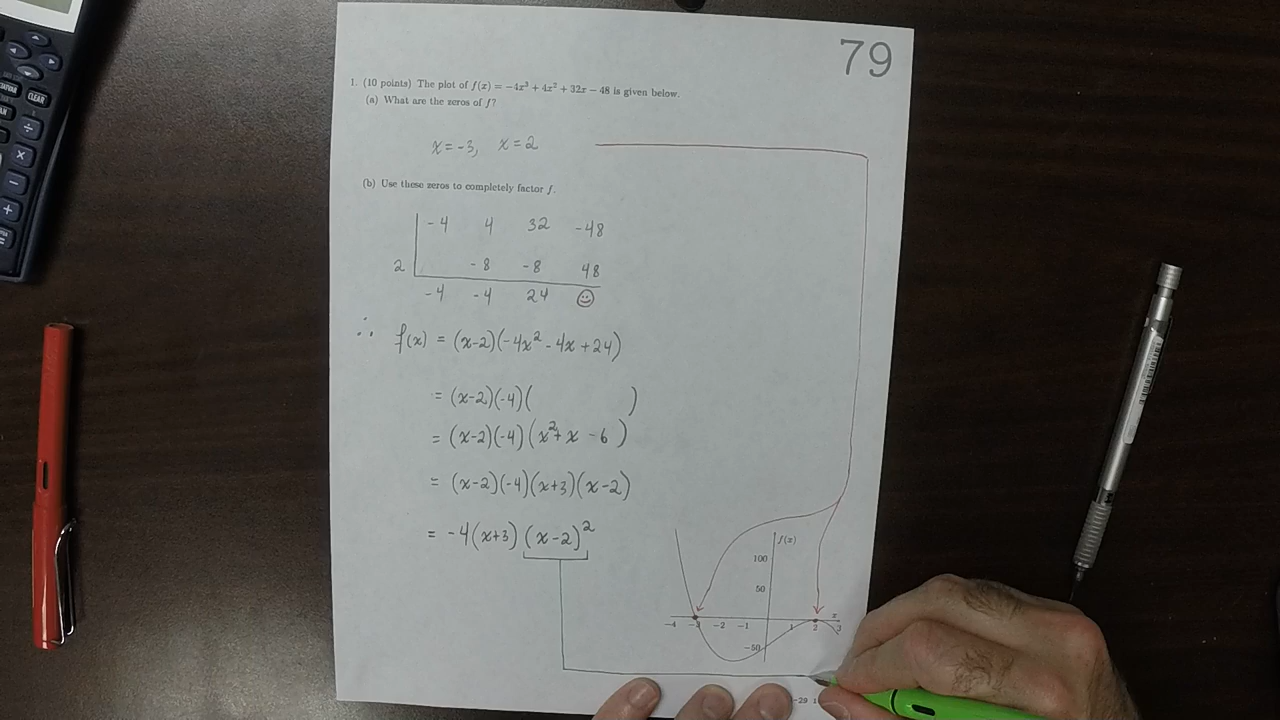 79
1. (10 points) The plot of f(x) = −4x³ + 4x² + 32x − 48 is given below.
(a) What are the zeros of f?
x = -3, x = 2
(b) Use these zeros to completely factor f.
-4 4 32 -48
2 -8 -8 48
-4 -4 24 ☺
∴ f(x) = (x-2)(-4x² - 4x + 24)
= (x-2)(-4)( )
= (x-2)(-4)(x² + x - 6)
= (x-2)(-4)(x+3)(x-2)
= -4(x+3)(x-2)²
f(x)
100
50
x
−4 −3 −2 −1 1 2 3
−50
-29
CLEAR